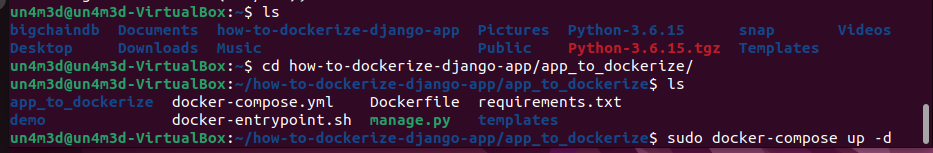 un4m3d@un4m3d-VirtualBox:~$ ls
bigchaindb  Documents  how-to-dockerize-django-app  Pictures  Python-3.6.15      snap       Videos
Desktop     Downloads  Music                        Public    Python-3.6.15.tgz  Templates
un4m3d@un4m3d-VirtualBox:~$ cd how-to-dockerize-django-app/app_to_dockerize/
un4m3d@un4m3d-VirtualBox:~/how-to-dockerize-django-app/app_to_dockerize$ ls
app_to_dockerize  docker-compose.yml    Dockerfile  requirements.txt
demo              docker-entrypoint.sh  manage.py   templates
un4m3d@un4m3d-VirtualBox:~/how-to-dockerize-django-app/app_to_dockerize$ sudo docker-compose up -d